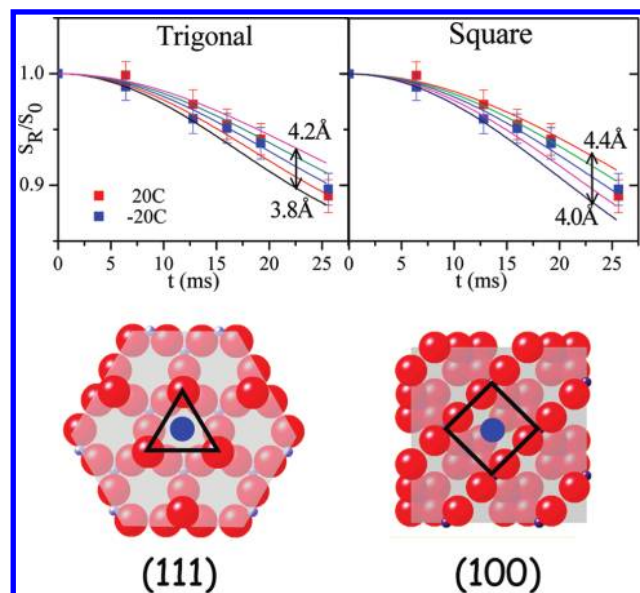 Trigonal
Square
S_R/S_0
1.0
0.9
4.2Å
3.8Å
20C
-20C
0 5 10 15 20 25
t (ms)
4.4Å
4.0Å
0 5 10 15 20 25
t (ms)
(111)
(100)